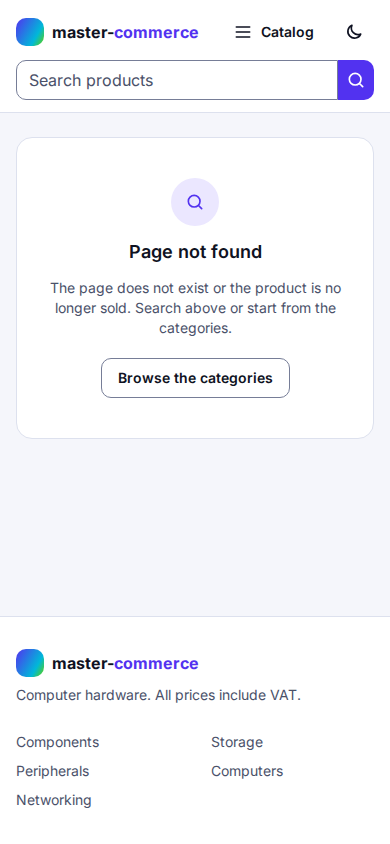 master-commerce
Catalog
Search products
Page not found
The page does not exist or the product is no
longer sold. Search above or start from the
categories.
Browse the categories
master-commerce
Computer hardware. All prices include VAT.
Components
Storage
Peripherals
Computers
Networking